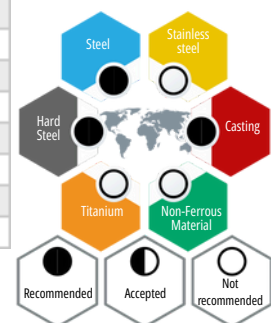 Steel
Stainless
steel
Hard
Steel
Casting
Titanium
Non-Ferrous
Material
Recommended
Accepted
Not
recommended